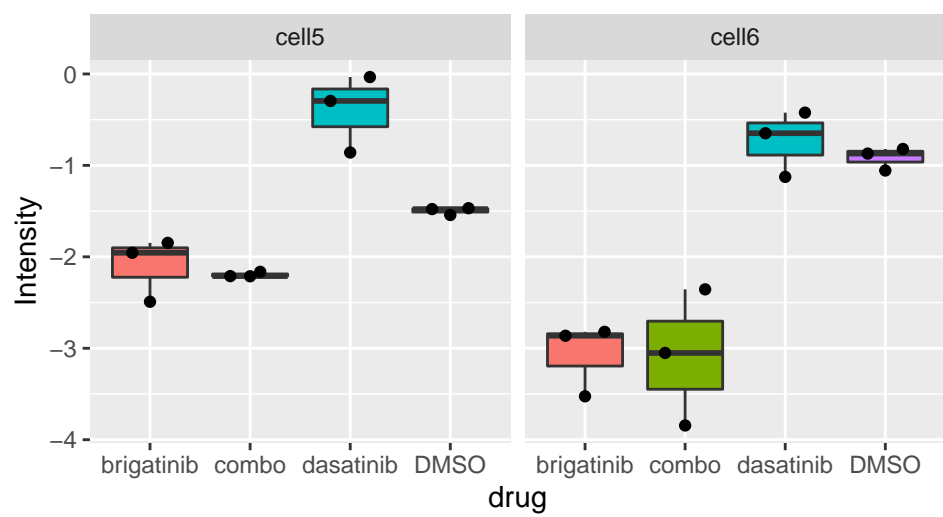 cell5
cell6
Intensity
0
−1
−2
−3
−4
brigatinib combo dasatinib DMSO
brigatinib combo dasatinib DMSO
drug